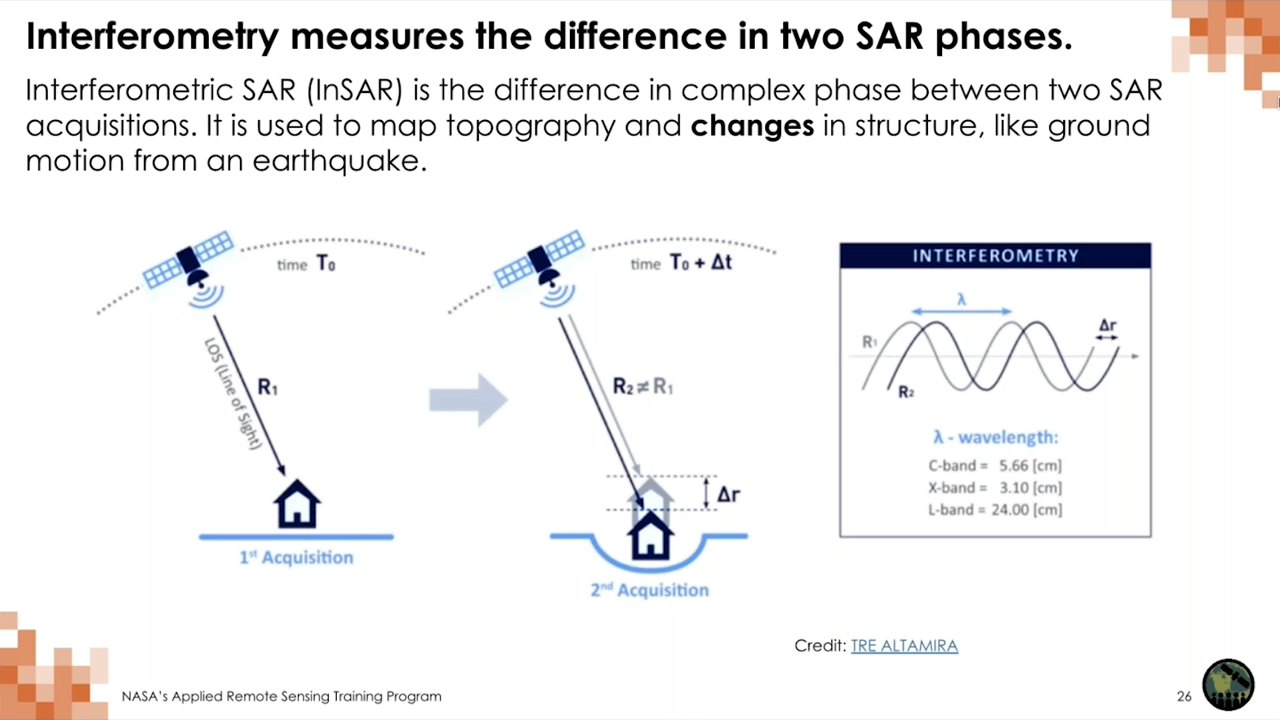 Interferometry measures the difference in two SAR phases.
Interferometric SAR (InSAR) is the difference in complex phase between two SAR
acquisitions. It is used to map topography and changes in structure, like ground
motion from an earthquake.
time T₀
LOS (Line of Sight)
R₁
1st Acquisition
time T₀ + Δt
R₂ ≠ R₁
Δr
2nd Acquisition
INTERFEROMETRY
λ
Δr
R₁
R₂
λ - wavelength:
C-band = 5.66 [cm]
X-band = 3.10 [cm]
L-band = 24.00 [cm]
Credit: TRE ALTAMIRA
NASA's Applied Remote Sensing Training Program
26